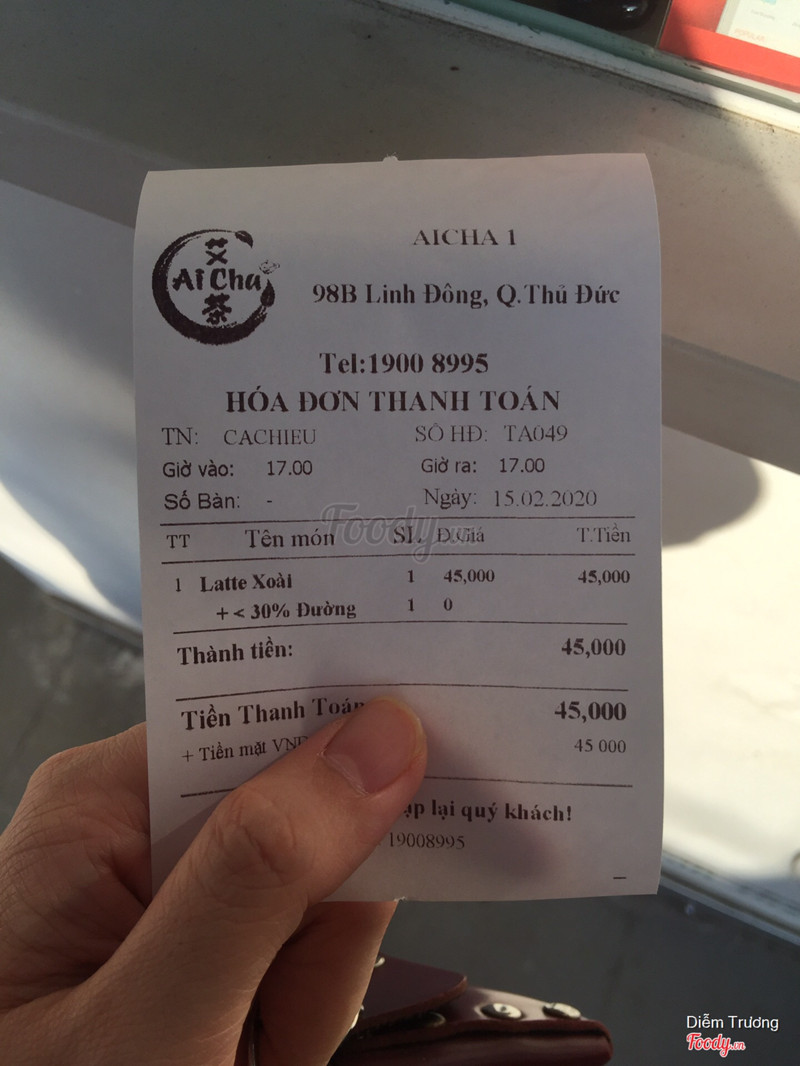 艾
Ai Cha
茶
AICHA 1
98B Linh Đông, Q.Thủ Đức
Tel:1900 8995
HÓA ĐƠN THANH TOÁN
TN: CACHIEU SỐ HĐ: TA049
Giờ vào: 17.00 Giờ ra: 17.00
Số Bàn: - Ngày: 15.02.2020
Foody.vn
TT Tên món SL Đ.Giá T.Tiền
1 Latte Xoài 1 45,000 45,000
+ < 30% Đường 1 0
Thành tiền: 45,000
Tiền Thanh Toán 45,000
+ Tiền mặt VNĐ 45 000
lại quý khách!
19008995
Diễm Trương
Foody.vn